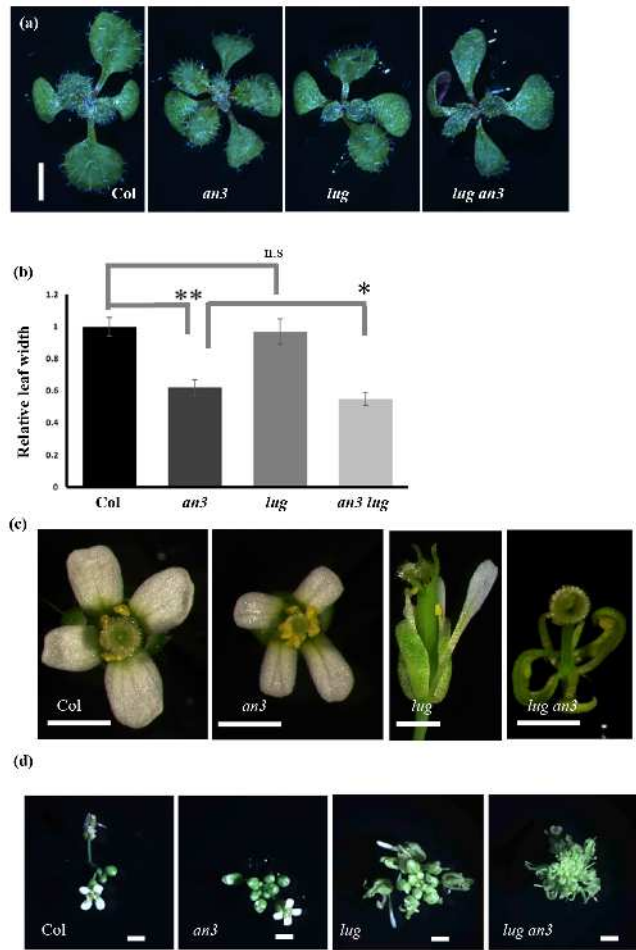 (a)
Col an3 lug lug an3
(b)
n.s
** *
Relative leaf width
1.2
1
0.8
0.6
0.4
0.2
0
Col an3 lug an3 lug
(c)
Col an3 lug lug an3
(d)
Col an3 lug lug an3